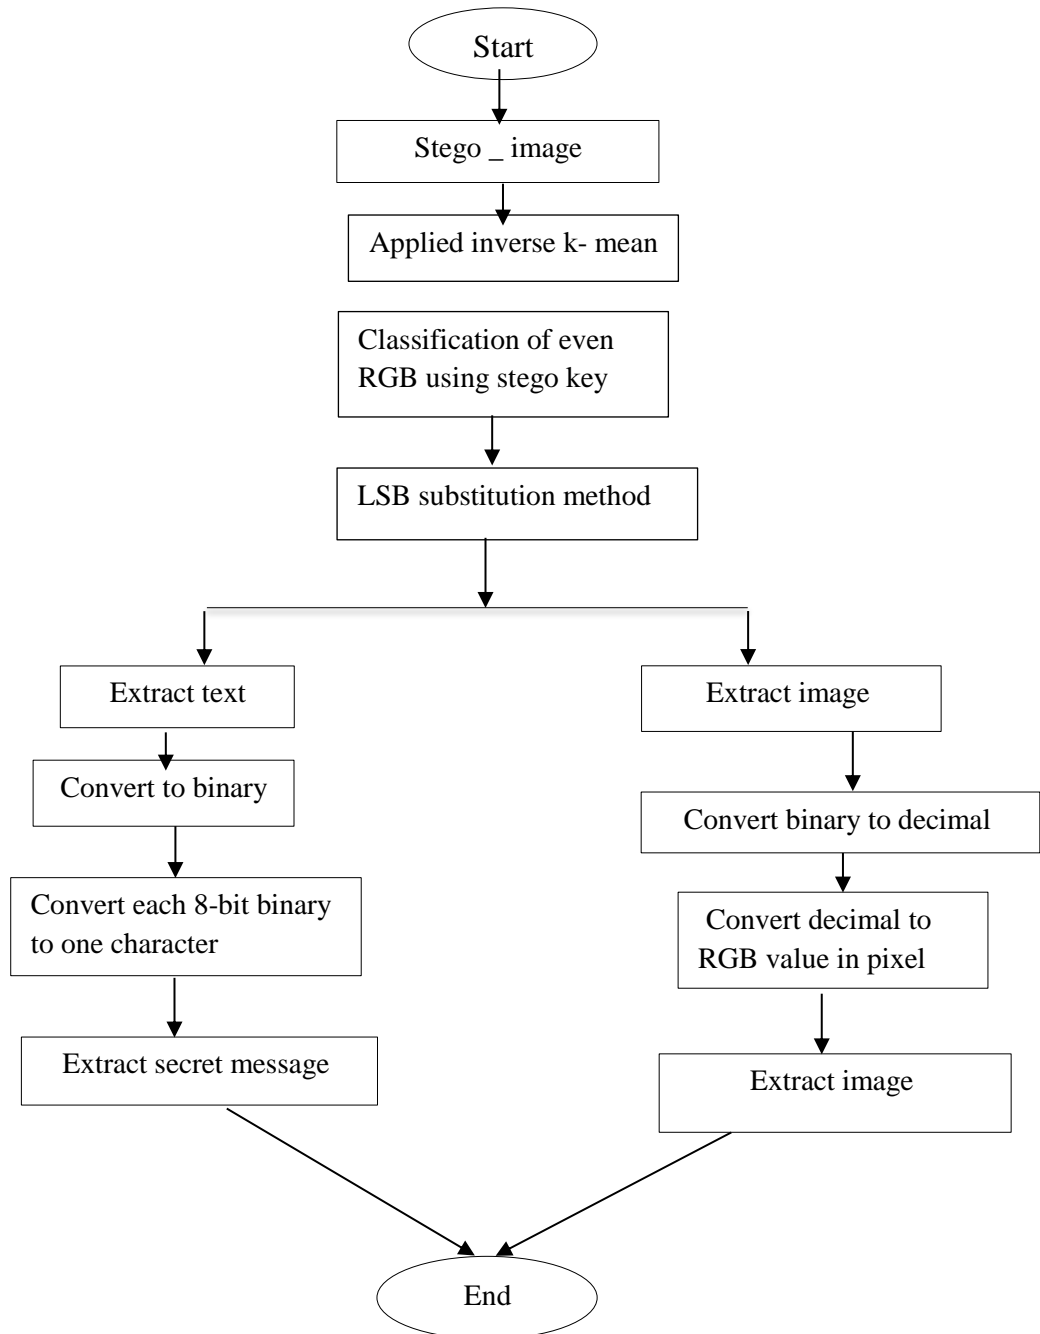 Start
Stego _ image
Applied inverse k- mean
Classification of even
RGB using stego key
LSB substitution method
Extract text
Convert to binary
Convert each 8-bit binary
to one character
Extract secret message
Extract image
Convert binary to decimal
Convert decimal to
RGB value in pixel
Extract image
End